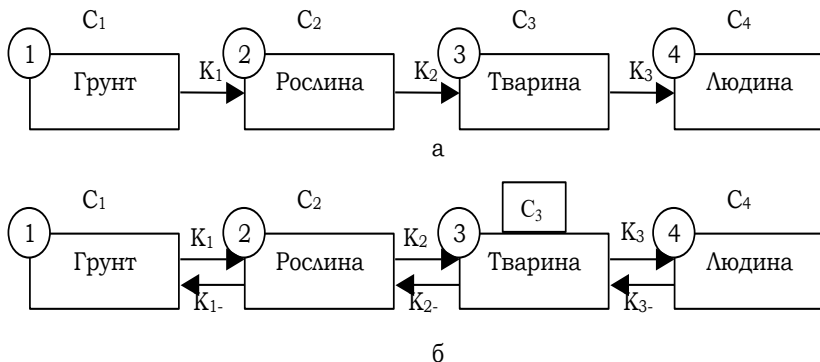 C₁ C₂ C₃ C₄
1 2 3 4
Грунт K₁ Рослина K₂ Тварина K₃ Людина
а
C₁ C₂ C₃ C₄
1 K₁ 2 K₂ 3 K₃ 4
Грунт Рослина Тварина Людина
K₁₋ K₂₋ K₃₋
б